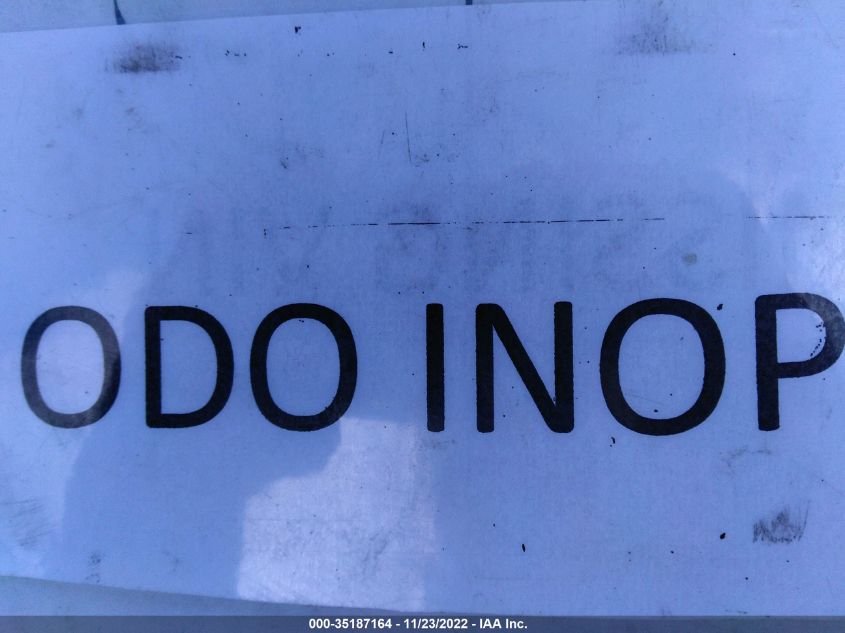 ODO INOP
000-35187164 - 11/23/2022 - IAA Inc.